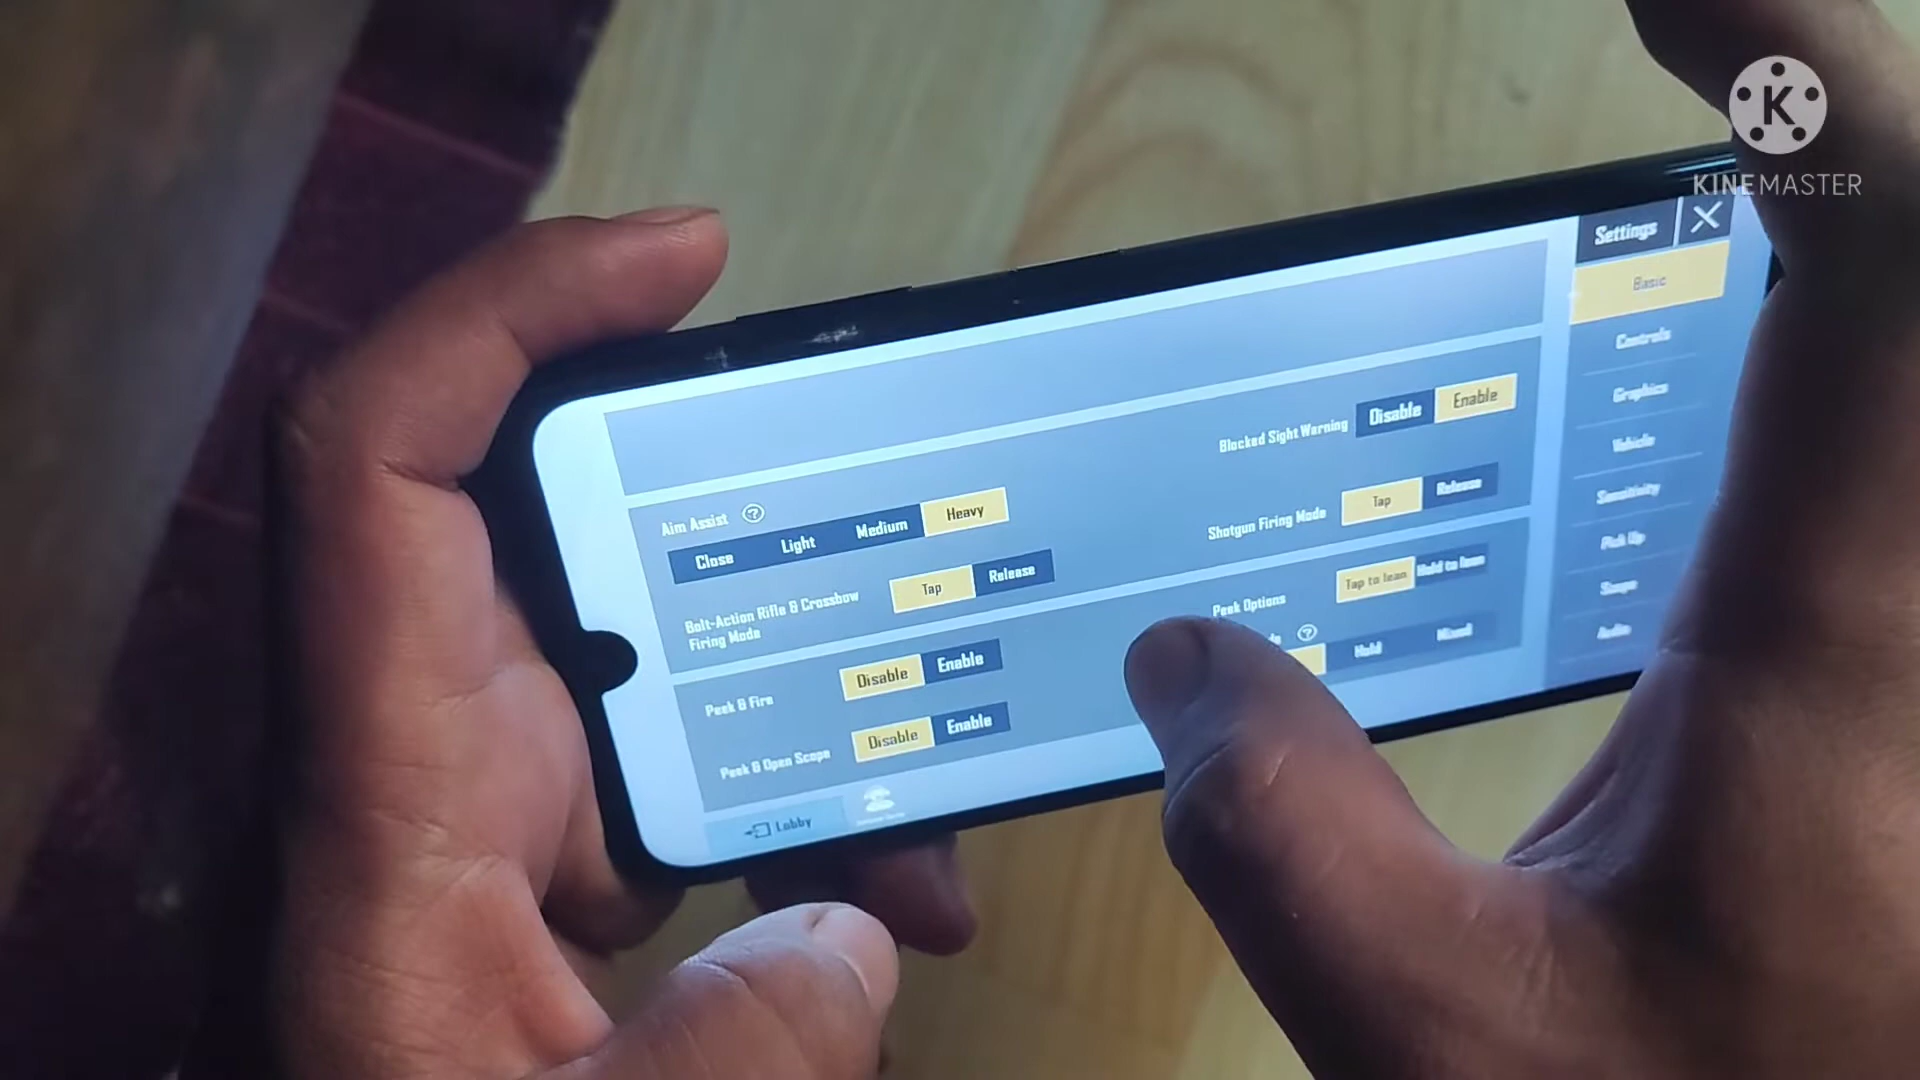 KINEMASTER
Settings
Basic
Controls
Graphics
Vehicle
Sensitivity
Pick Up
Scope
Audio
Blocked Sight Warning Disable Enable
Aim Assist ?
Close Light Medium Heavy
Shotgun Firing Mode Tap Release
Bolt-Action Rifle & Crossbow
Firing Mode
Tap Release
Peek Options Tap to lean Hold to lean
? Hold Mixed
Peek & Fire Disable Enable
Peek & Open Scope Disable Enable
Lobby